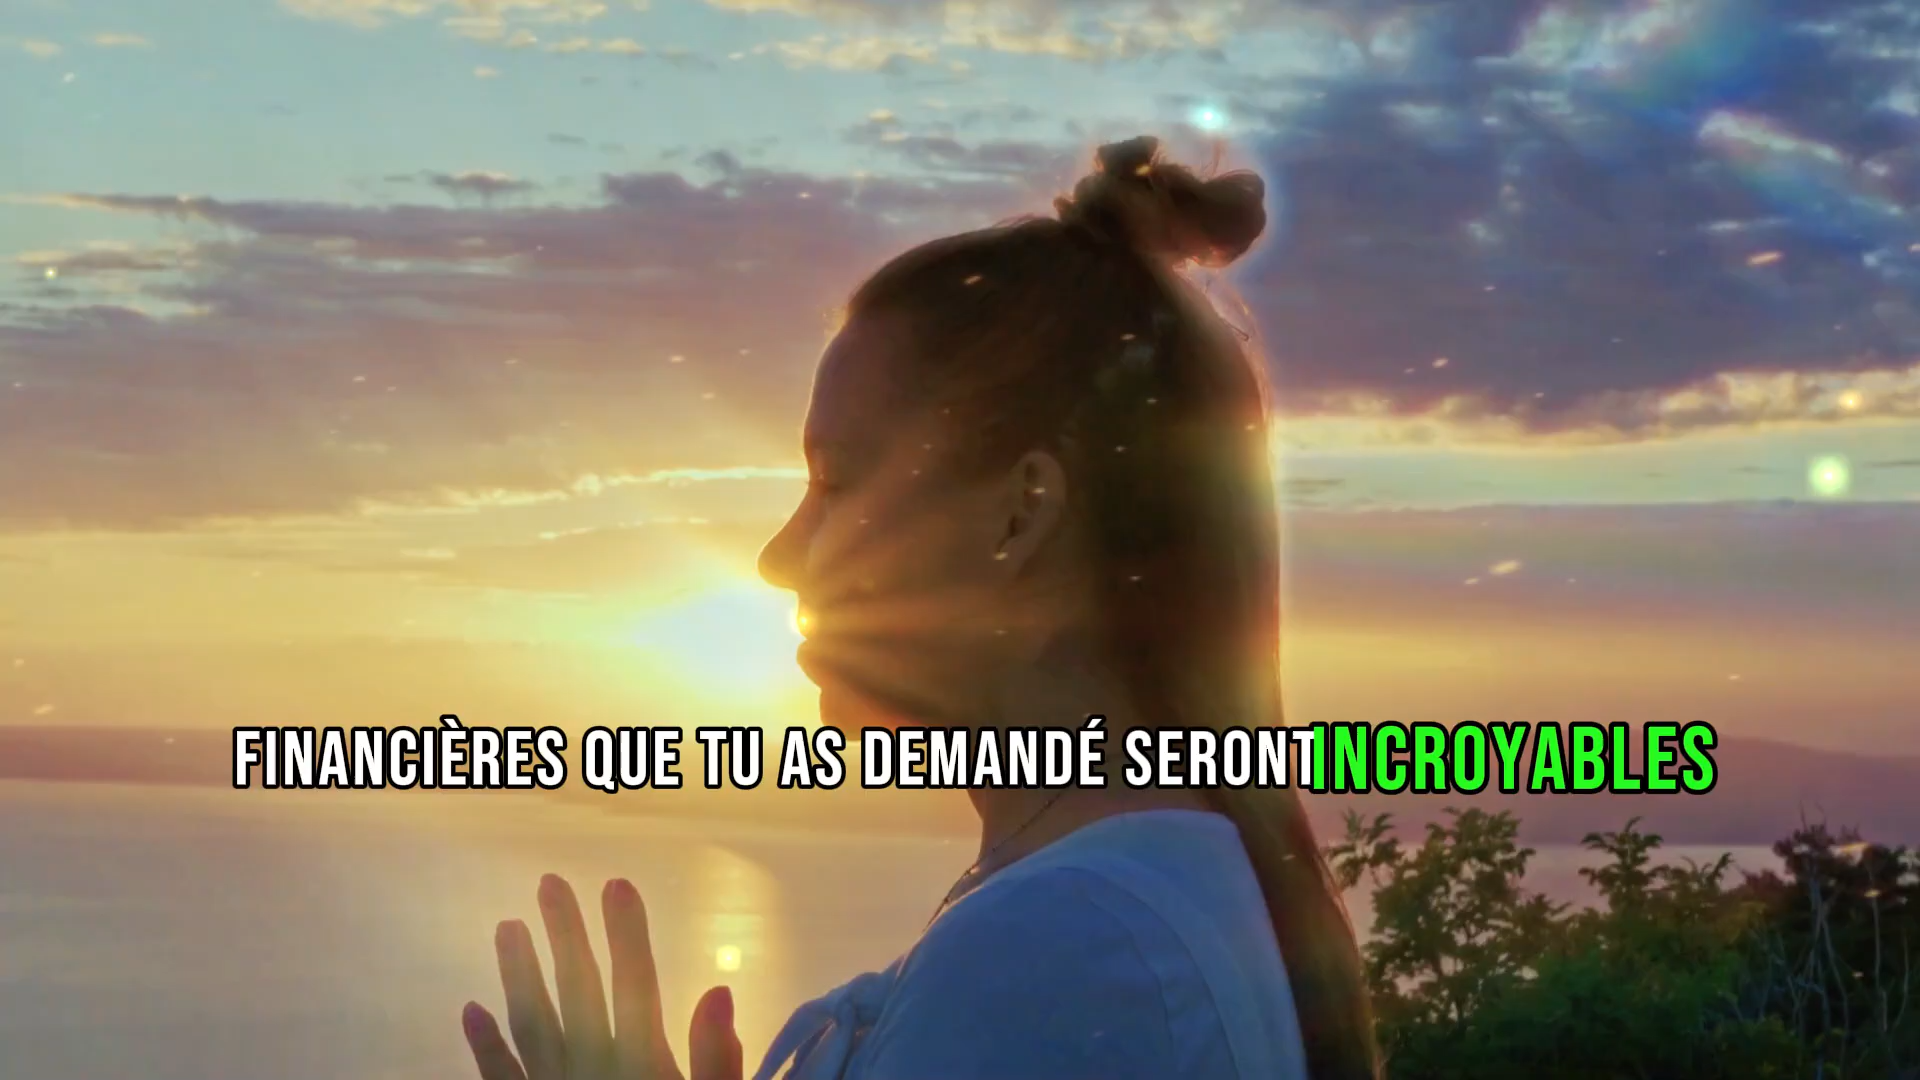 FINANCIÈRES QUE TU AS DEMANDÉ SERONT INCROYABLES